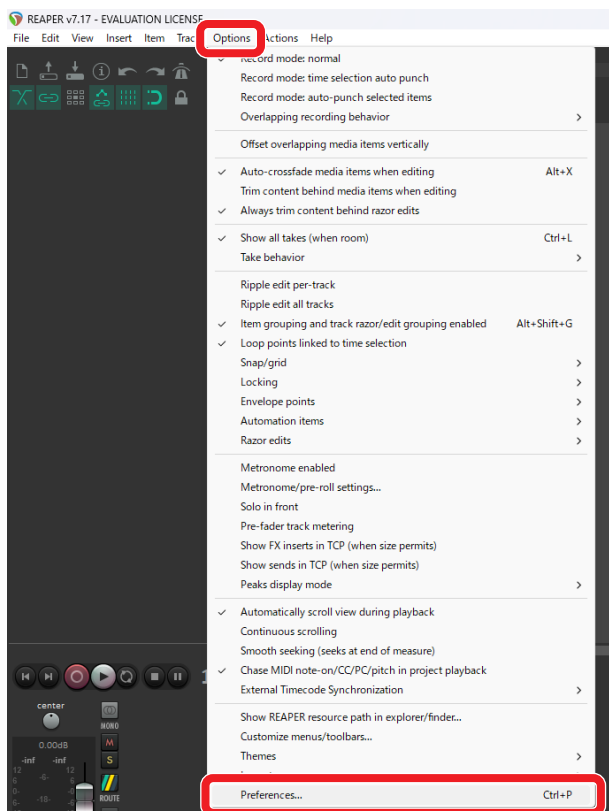 REAPER v7.17 - EVALUATION LICENSE
File Edit View Insert Item Trac Options Actions Help
Record mode: normal
Record mode: time selection auto punch
Record mode: auto-punch selected items
Overlapping recording behavior
Offset overlapping media items vertically
Auto-crossfade media items when editing Alt+X
Trim content behind media items when editing
Always trim content behind razor edits
Show all takes (when room) Ctrl+L
Take behavior
Ripple edit per-track
Ripple edit all tracks
Item grouping and track razor/edit grouping enabled Alt+Shift+G
Loop points linked to time selection
Snap/grid
Locking
Envelope points
Automation items
Razor edits
Metronome enabled
Metronome/pre-roll settings...
Solo in front
Pre-fader track metering
Show FX inserts in TCP (when size permits)
Show sends in TCP (when size permits)
Peaks display mode
Automatically scroll view during playback
Continuous scrolling
Smooth seeking (seeks at end of measure)
Chase MIDI note-on/CC/PC/pitch in project playback
External Timecode Synchronization
Show REAPER resource path in explorer/finder...
Customize menus/toolbars...
Themes
Preferences... Ctrl+P
center
MONO
0.00dB M
-inf -inf S
12 12
6 -6- 6
0- -18- 0
ROUTE